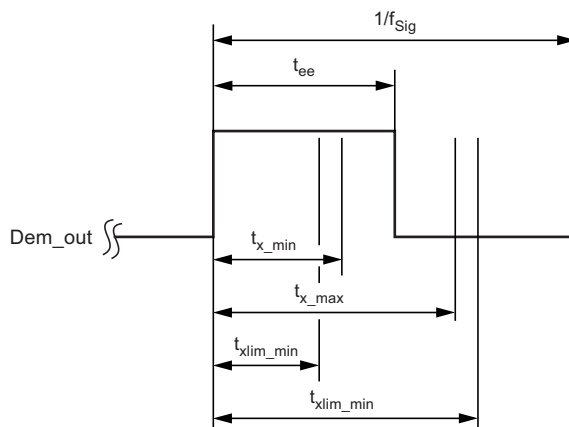 1/f_Sig
t_ee
Dem_out
t_x_min
t_x_max
t_xlim_min
t_xlim_min